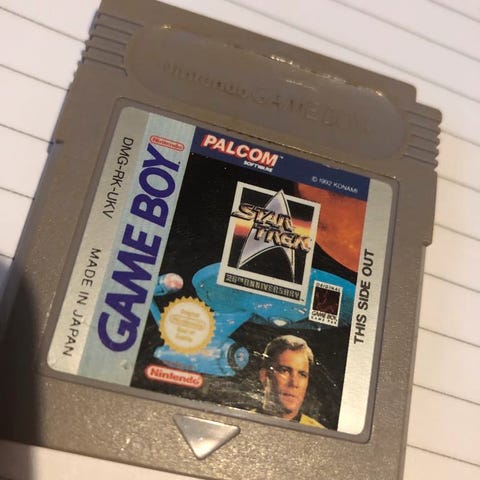 Nintendo GAME BOY
PALCOM
SOFTWARE
© 1992 KONAMI
DMG-RK-UKV
MADE IN JAPAN
Nintendo
GAME BOY
STAR TREK
25TH ANNIVERSARY
THIS SIDE OUT
GAME BOY
Nintendo